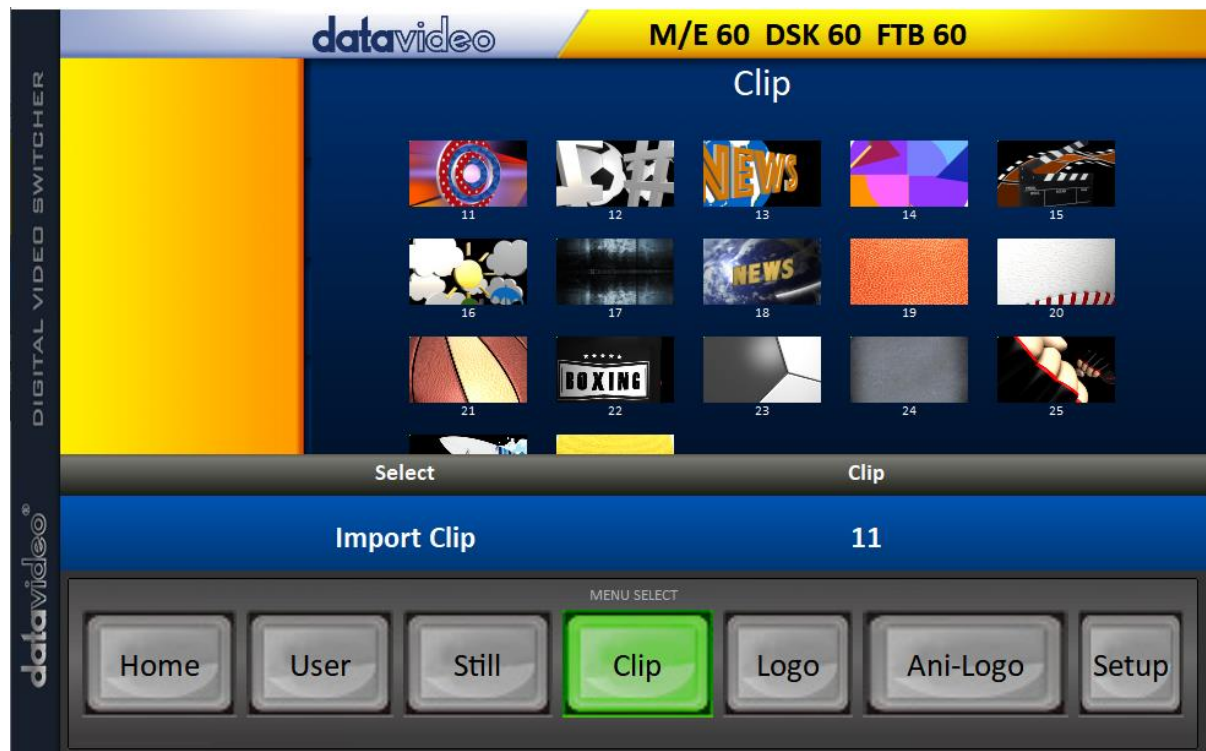 datavideo
M/E 60 DSK 60 FTB 60
DIGITAL VIDEO SWITCHER
datavideo®
Clip
11
12
NEWS
13
14
15
16
17
NEWS
18
19
20
21
BOXING
22
23
24
25
Select
Clip
Import Clip
11
MENU SELECT
Home
User
Still
Clip
Logo
Ani-Logo
Setup